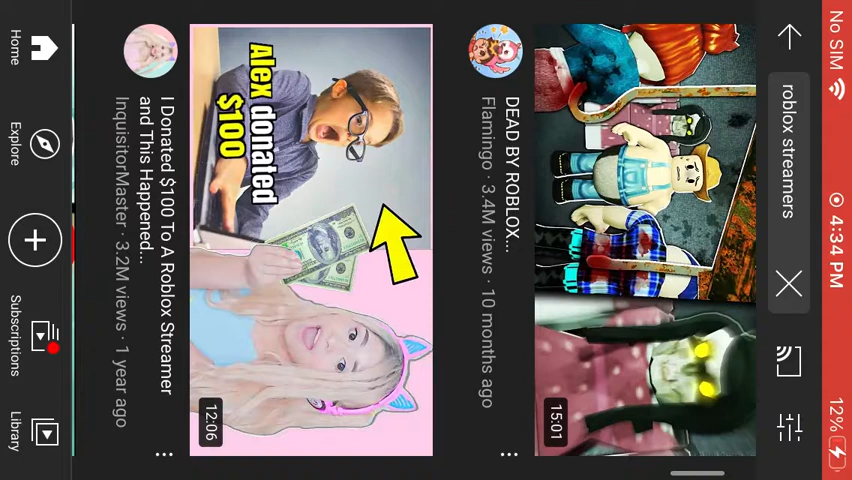 No SIM
4:34 PM
12%
roblox streamers
15:01
DEAD BY ROBLOX...
Flamingo · 3.4M views · 10 months ago
Alex donated
$100
12:06
I Donated $100 To A Roblox Streamer
and This Happened...
InquisitorMaster · 3.2M views · 1 year ago
Home
Explore
Subscriptions
Library